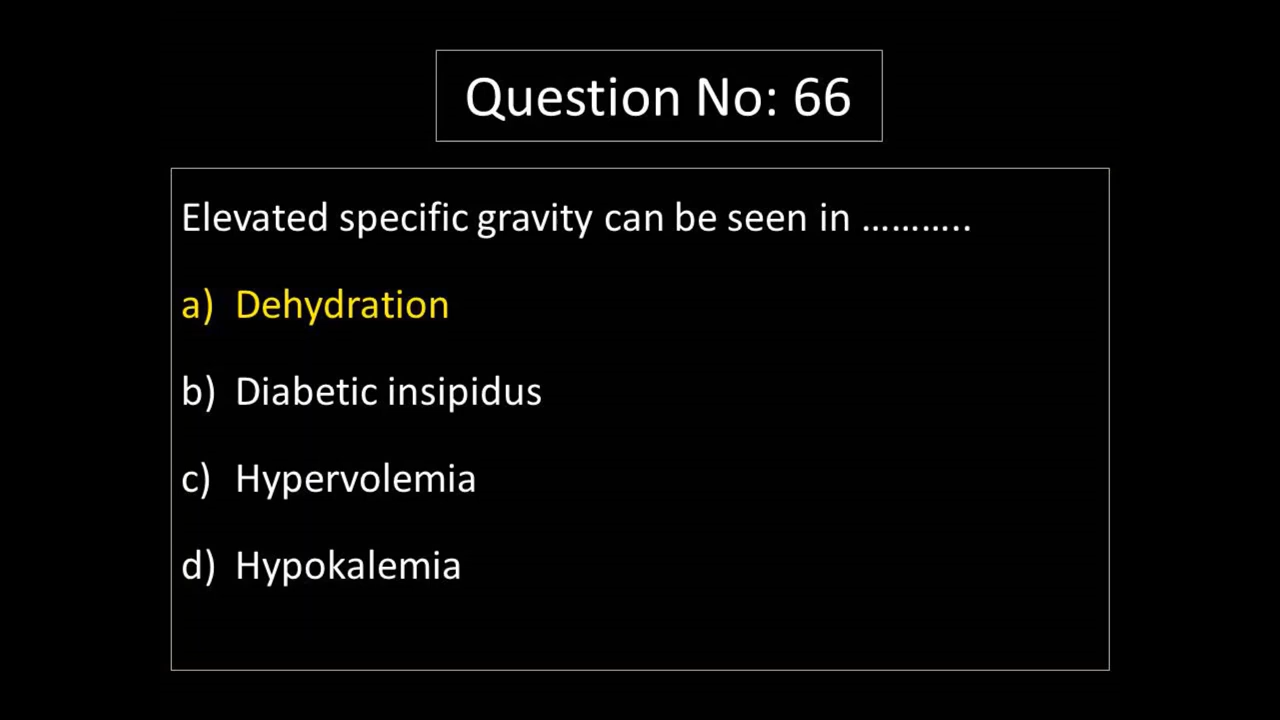 Question No: 66
Elevated specific gravity can be seen in ………..
a) Dehydration
b) Diabetic insipidus
c) Hypervolemia
d) Hypokalemia